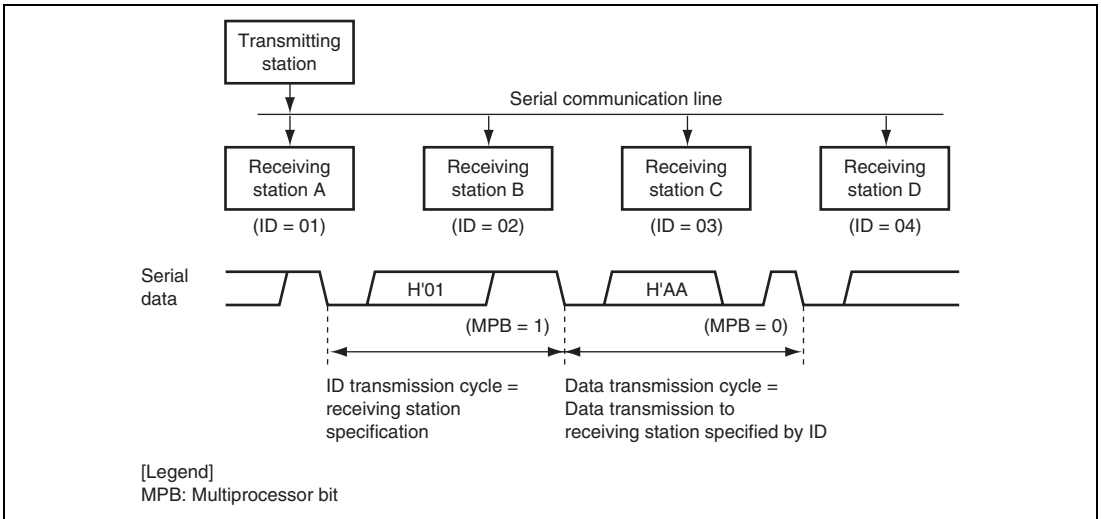 Transmitting
station
Serial communication line
Receiving
station A
Receiving
station B
Receiving
station C
Receiving
station D
(ID = 01)
(ID = 02)
(ID = 03)
(ID = 04)
Serial
data
H'01
H'AA
(MPB = 1)
(MPB = 0)
ID transmission cycle =
receiving station
specification
Data transmission cycle =
Data transmission to
receiving station specified by ID
[Legend]
MPB: Multiprocessor bit